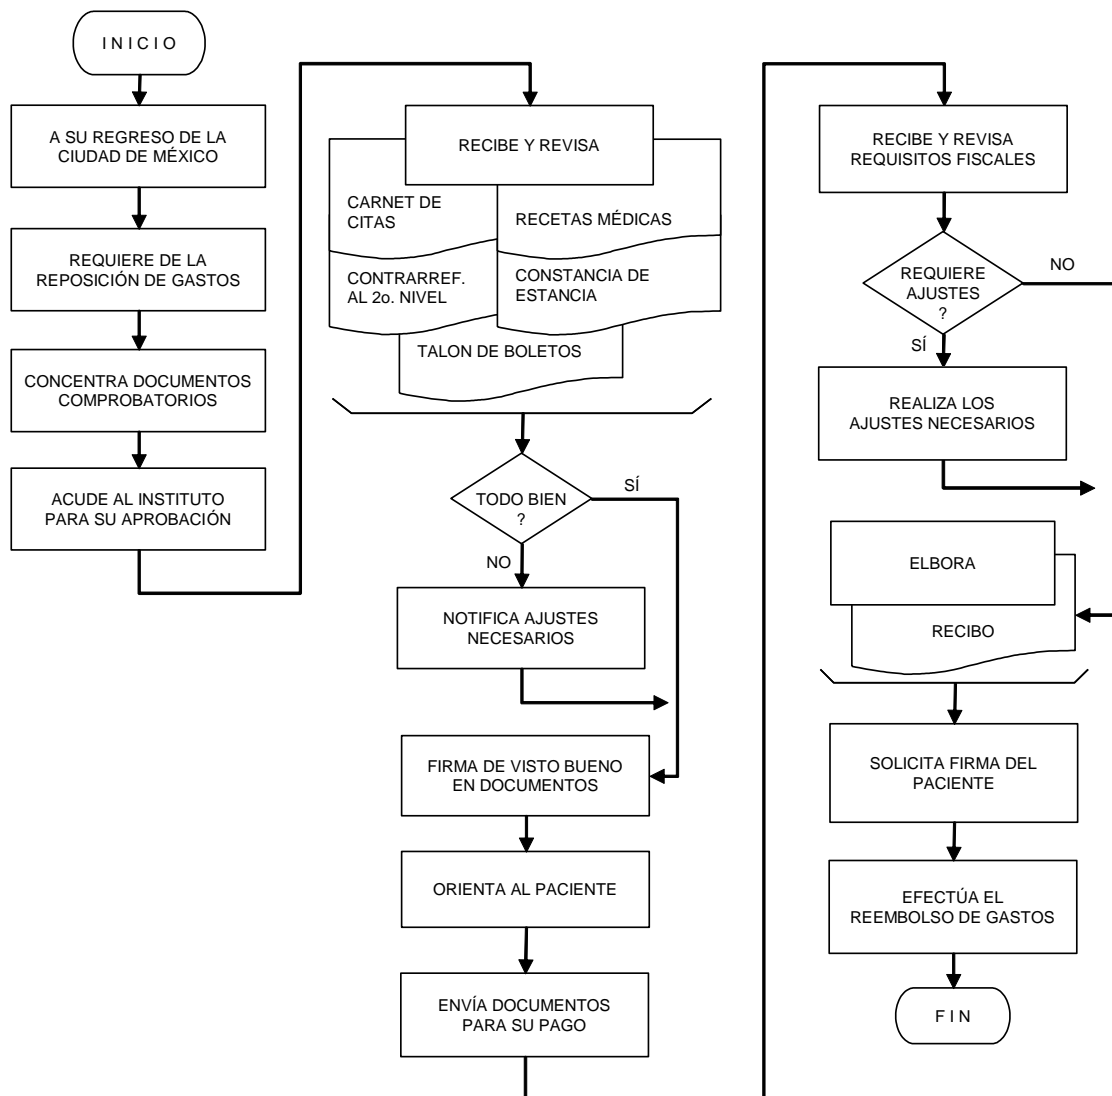 I N I C I O
A SU REGRESO DE LA
CIUDAD DE MÉXICO
REQUIERE DE LA
REPOSICIÓN DE GASTOS
CONCENTRA DOCUMENTOS
COMPROBATORIOS
ACUDE AL INSTITUTO
PARA SU APROBACIÓN
RECIBE Y REVISA
CARNET DE
CITAS
RECETAS MÉDICAS
CONTRARREF.
AL 2o. NIVEL
CONSTANCIA DE
ESTANCIA
TALON DE BOLETOS
TODO BIEN
?
SÍ
NO
NOTIFICA AJUSTES
NECESARIOS
FIRMA DE VISTO BUENO
EN DOCUMENTOS
ORIENTA AL PACIENTE
ENVÍA DOCUMENTOS
PARA SU PAGO
RECIBE Y REVISA
REQUISITOS FISCALES
REQUIERE
AJUSTES
?
NO
SÍ
REALIZA LOS
AJUSTES NECESARIOS
ELBORA
RECIBO
SOLICITA FIRMA DEL
PACIENTE
EFECTÚA EL
REEMBOLSO DE GASTOS
F I N